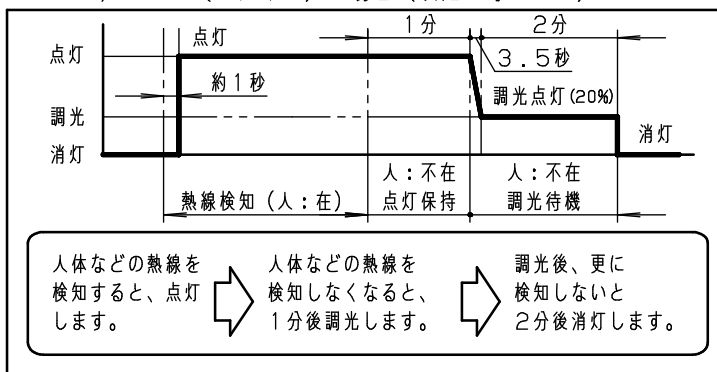 1分
2分
点灯
点灯
3.5秒
約1秒
調光点灯(20%)
調光
消灯
消灯
人:不在
人:不在
熱線検知(人:在)
点灯保持
調光待機
人体などの熱線を
検知すると、点灯
します。
人体などの熱線を
検知しなくなると、
1分後調光します。
調光後、更に
検知しないと
2分後消灯します。